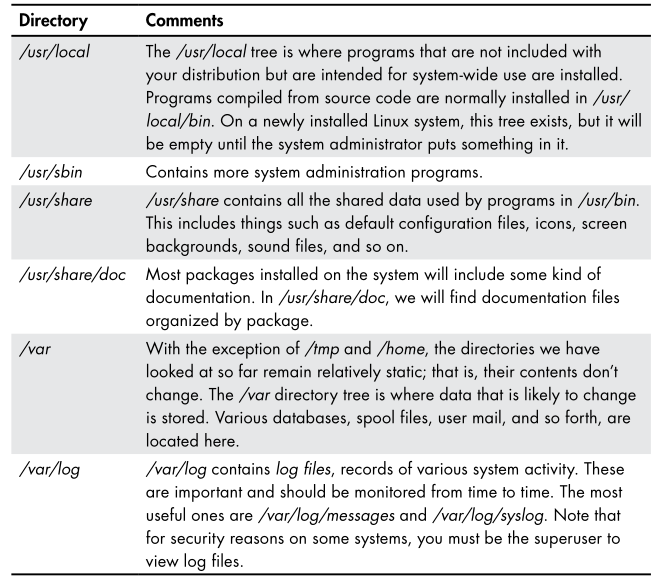 Directory Comments
/usr/local The /usr/local tree is where programs that are not included with
your distribution but are intended for system-wide use are installed.
Programs compiled from source code are normally installed in /usr/
local/bin. On a newly installed Linux system, this tree exists, but it will
be empty until the system administrator puts something in it.
/usr/sbin Contains more system administration programs.
/usr/share /usr/share contains all the shared data used by programs in /usr/bin.
This includes things such as default configuration files, icons, screen
backgrounds, sound files, and so on.
/usr/share/doc Most packages installed on the system will include some kind of
documentation. In /usr/share/doc, we will find documentation files
organized by package.
/var With the exception of /tmp and /home, the directories we have
looked at so far remain relatively static; that is, their contents don’t
change. The /var directory tree is where data that is likely to change
is stored. Various databases, spool files, user mail, and so forth, are
located here.
/var/log /var/log contains log files, records of various system activity. These
are important and should be monitored from time to time. The most
useful ones are /var/log/messages and /var/log/syslog. Note that
for security reasons on some systems, you must be the superuser to
view log files.